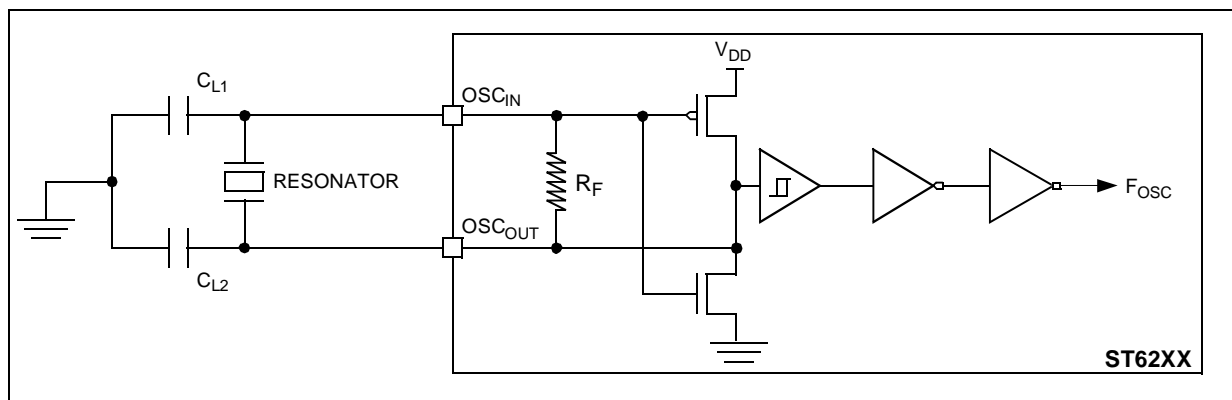 V_DD
C_L1
OSC_IN
RESONATOR
R_F
F_OSC
OSC_OUT
C_L2
ST62XX